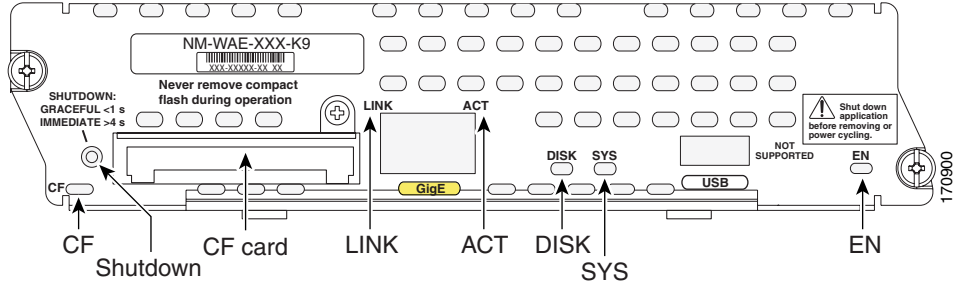 NM-WAE-XXX-K9
XXX-XXXXX-XX XX
Never remove compact
flash during operation
SHUTDOWN:
GRACEFUL <1 s
IMMEDIATE >4 s
LINK
ACT
Shut down
application
before removing or
power cycling.
NOT
SUPPORTED
DISK
SYS
EN
CF
GigE
USB
170900
CF
Shutdown
CF card
LINK
ACT
DISK
SYS
EN